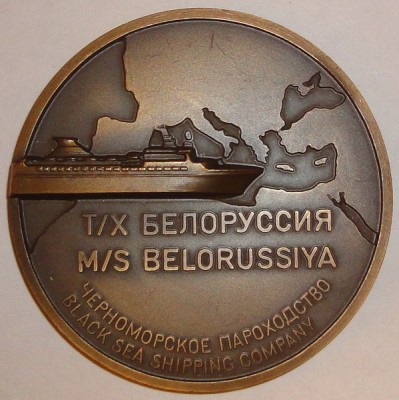 Т/Х БЕЛОРУССИЯ
M/S BELORUSSIYA
ЧЕРНОМОРСКОЕ ПАРОХОДСТВО
BLACK SEA SHIPPING COMPANY